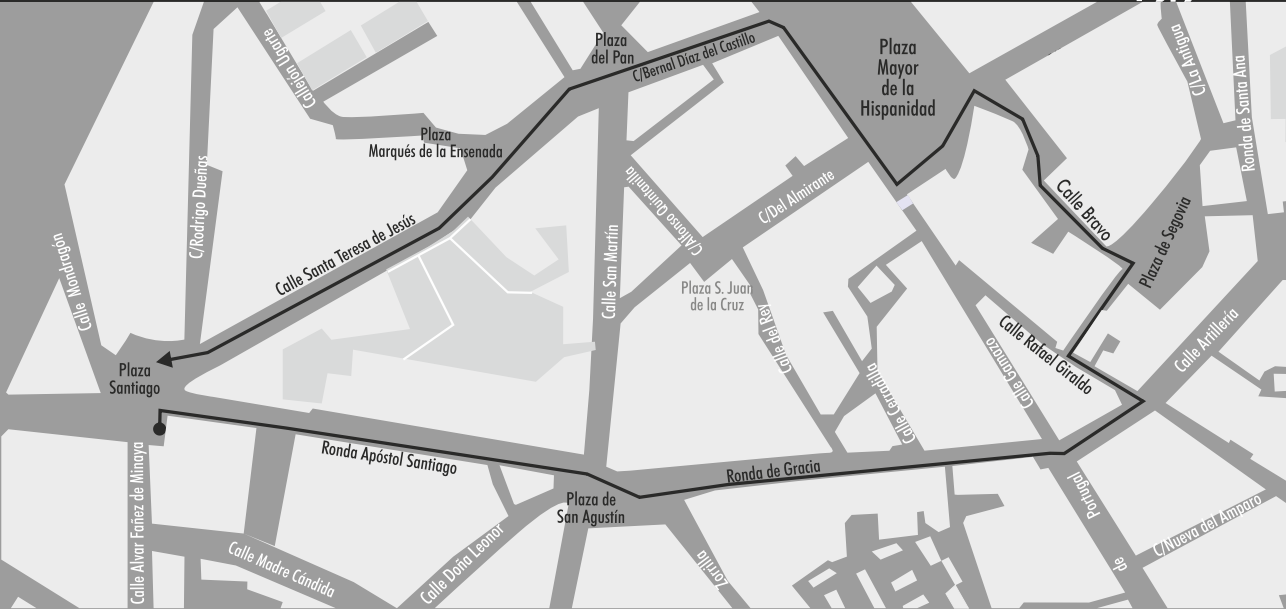 Plaza
del Pan
C/Bernal Díaz del Castillo
Plaza
Mayor
de la
Hispanidad
Callejón Ugarte
C/La Antigua
Ronda de Santa Ana
Plaza
Marqués de la Ensenada
C/Rodrigo Dueñas
C/Alfonso Quintanilla
C/Del Almirante
Calle Bravo
Plaza de Segovia
Calle Mondragón
Calle Santa Teresa de Jesús
Calle San Martín
Plaza S. Juan
de la Cruz
Calle del Rey
Calle Cerradilla
Calle Gamazo
Calle Rafael Giraldo
Calle Artillería
Plaza
Santiago
Ronda Apóstol Santiago
Ronda de Gracia
Plaza de
San Agustín
Calle Alvar Fañez de Minaya
Calle Madre Cándida
Calle Doña Leonor
Zorrilla
Portugal
de
C/Nueva del Amparo